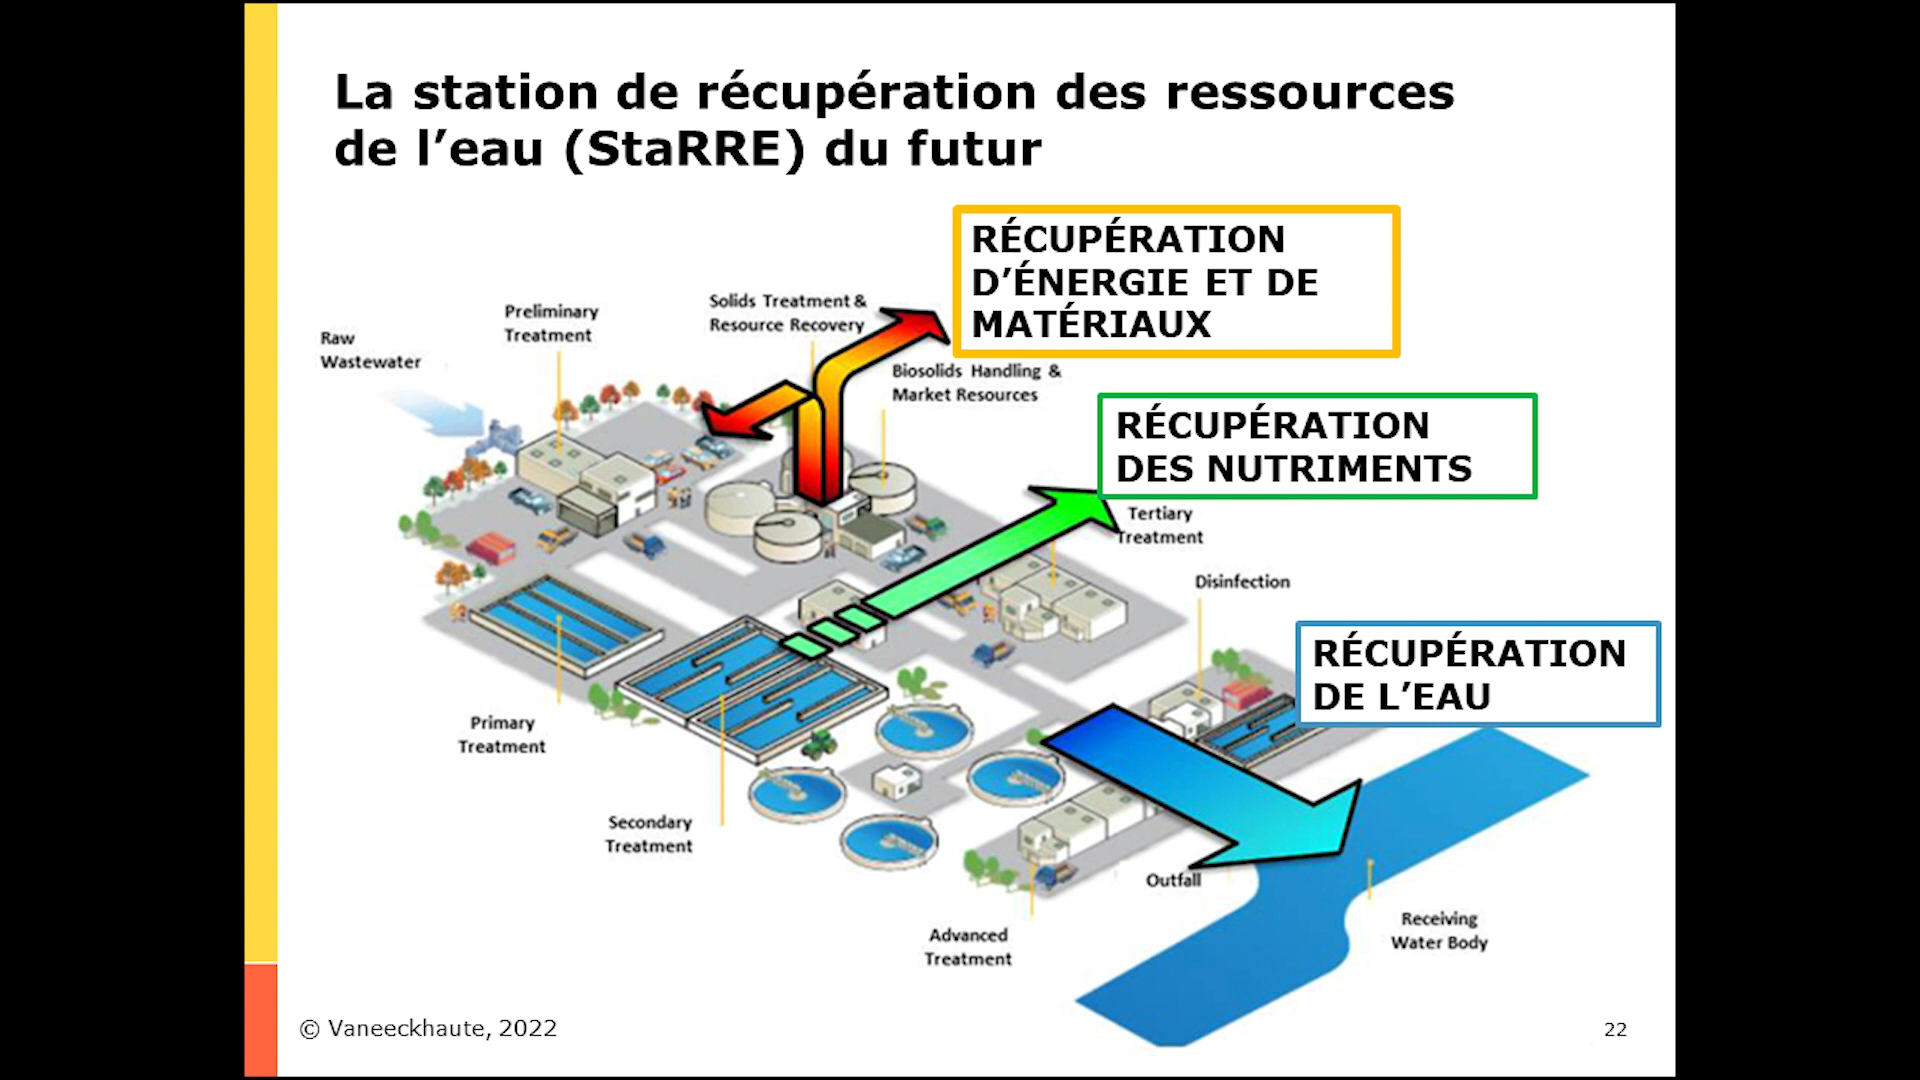 La station de récupération des ressources
de l’eau (StaRRE) du futur
RÉCUPÉRATION
D’ÉNERGIE ET DE
MATÉRIAUX
Solids Treatment &
Resource Recovery
Preliminary
Treatment
Raw
Wastewater
Biosolids Handling &
Market Resources
RÉCUPÉRATION
DES NUTRIMENTS
Tertiary
Treatment
Disinfection
RÉCUPÉRATION
DE L’EAU
Primary
Treatment
Secondary
Treatment
Outfall
Advanced
Treatment
Receiving
Water Body
© Vaneeckhaute, 2022
22